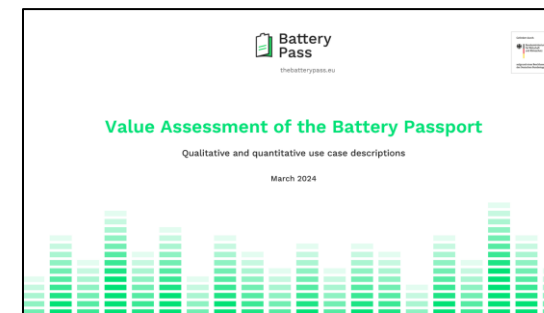 Battery
Pass
thebatterypass.eu
Value Assessment of the Battery Passport
Qualitative and quantitative use case descriptions
March 2024